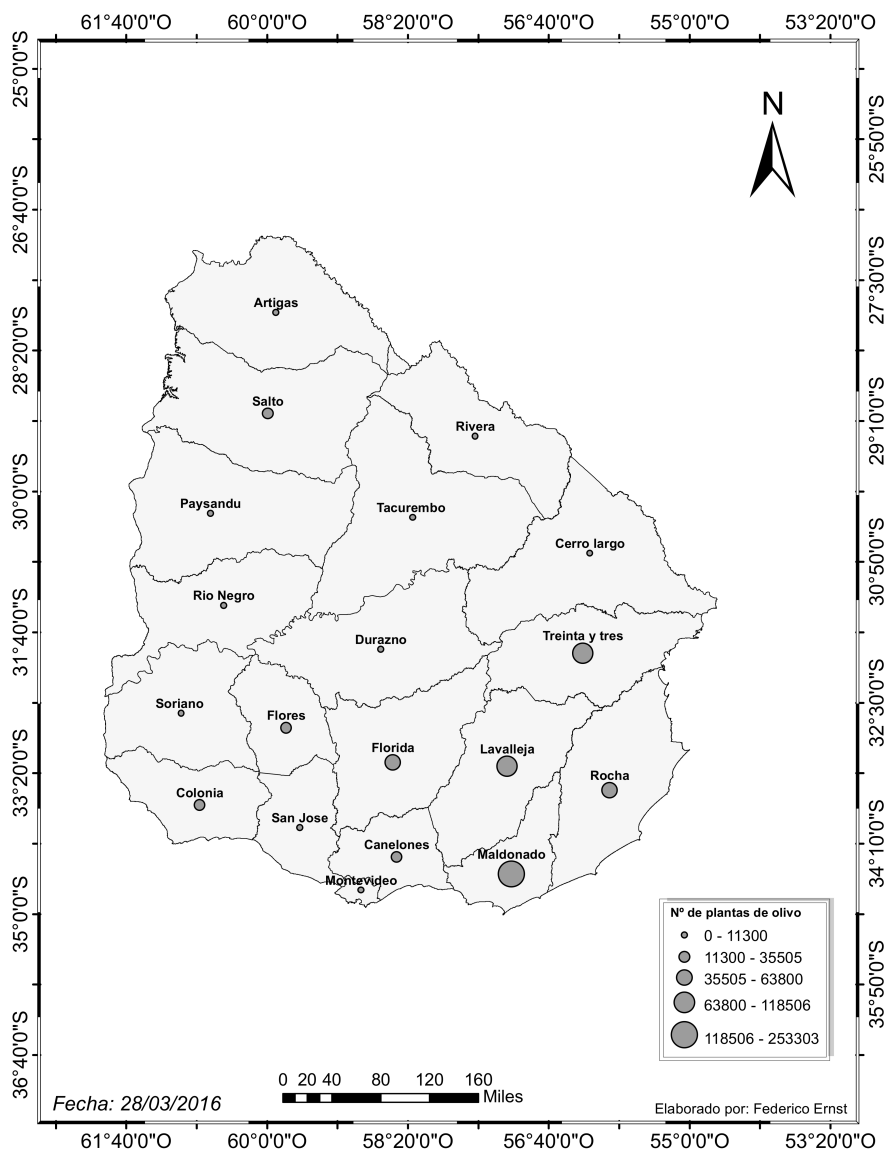 61°40'0"O 60°0'0"O 58°20'0"O 56°40'0"O 55°0'0"O 53°20'0"O
25°0'0"S
25°50'0"S
26°40'0"S
27°30'0"S
28°20'0"S
29°10'0"S
30°0'0"S
30°50'0"S
31°40'0"S
32°30'0"S
33°20'0"S
34°10'0"S
35°0'0"S
35°50'0"S
36°40'0"S
N
Artigas
Salto
Rivera
Paysandu
Tacurembo
Cerro largo
Rio Negro
Durazno
Treinta y tres
Soriano
Flores
Florida
Lavalleja
Rocha
Colonia
San Jose
Canelones
Maldonado
Montevideo
Nº de plantas de olivo
0 - 11300
11300 - 35505
35505 - 63800
63800 - 118506
118506 - 253303
0 20 40 80 120 160
Miles
Fecha: 28/03/2016
Elaborado por: Federico Ernst
61°40'0"O 60°0'0"O 58°20'0"O 56°40'0"O 55°0'0"O 53°20'0"O